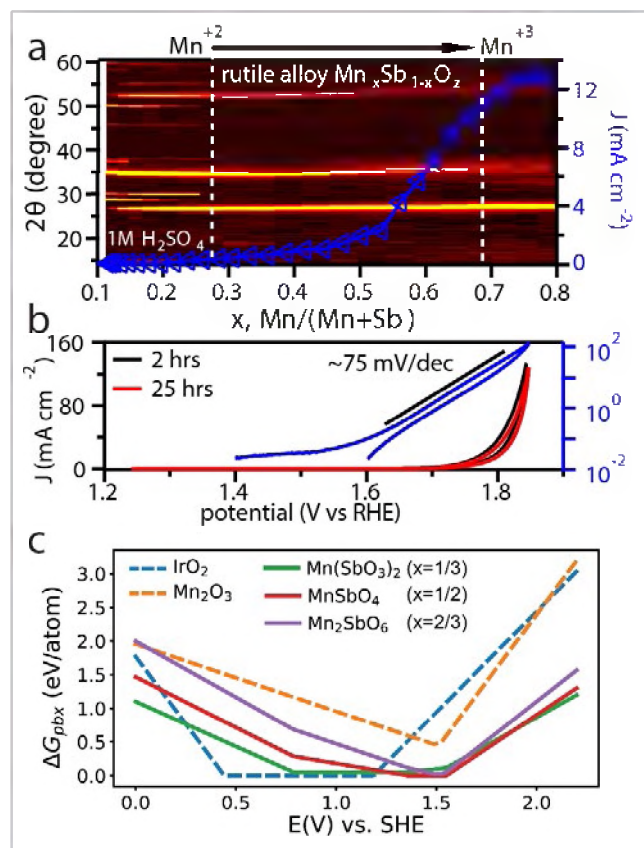 a
Mn+2 Mn+3
rutile alloy MnxSb1-xOz
1M H2SO4
2θ (degree)
60
50
40
30
20
J (mA cm-2)
12
8
4
0
0.1 0.2 0.3 0.4 0.5 0.6 0.7 0.8
x, Mn/(Mn+Sb)
b
2 hrs
25 hrs
~75 mV/dec
J (mA cm-2)
160
80
0
10^2
10^0
10^-2
1.2 1.4 1.6 1.8
potential (V vs RHE)
c
IrO2
Mn2O3
Mn(SbO3)2 (x=1/3)
MnSbO4 (x=1/2)
Mn2SbO6 (x=2/3)
ΔGpbx (eV/atom)
3.0
2.5
2.0
1.5
1.0
0.5
0.0
0.0 0.5 1.0 1.5 2.0
E(V) vs. SHE